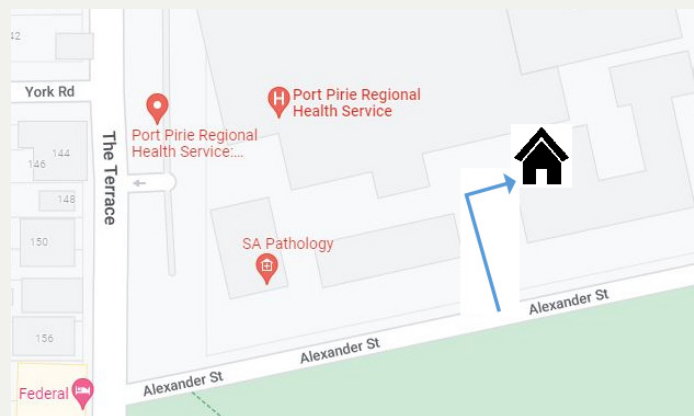 42
York Rd
The Terrace
144
146
148
150
156
Port Pirie Regional
Health Service
Port Pirie Regional
Health Service:...
SA Pathology
Alexander St
Alexander St
Alexander St
Federal